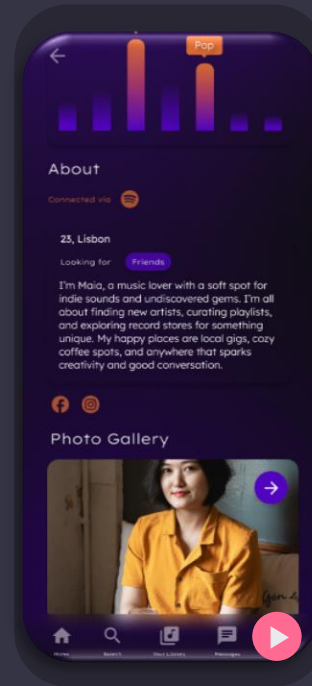 Pop
About
Connected via
23, Lisbon
Looking for Friends
I'm Maia, a music lover with a soft spot for
indie sounds and undiscovered gems. I'm all
about finding new artists, curating playlists,
and exploring record stores for something
unique. My happy places are local gigs, cozy
coffee spots, and anywhere that sparks
creativity and good conversation.
Photo Gallery
Home Search Your Library Messages